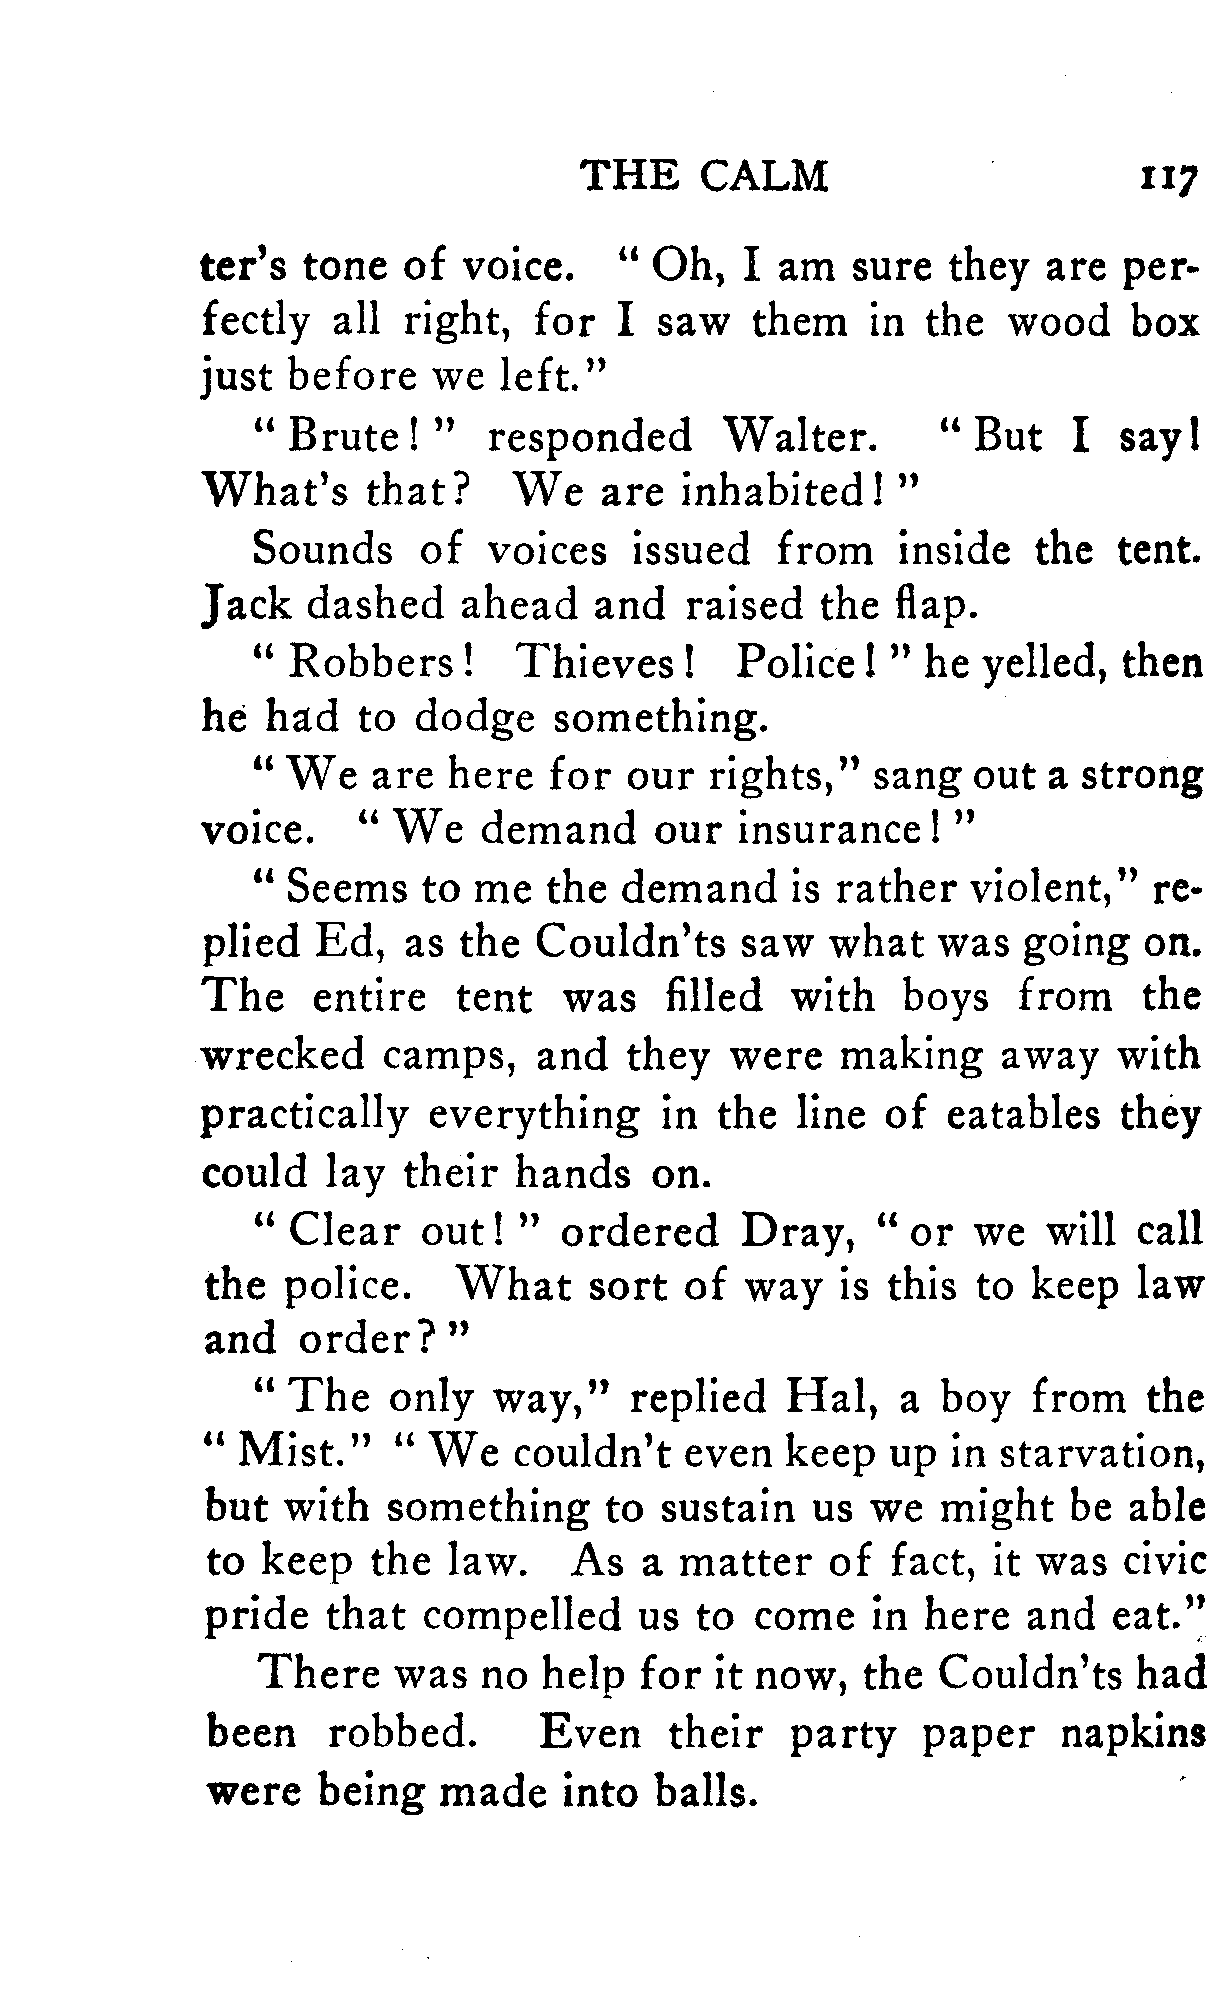 THE CALM 117
ter's tone of voice. " Oh, I am sure they are per-
fectly all right, for I saw them in the wood box
just before we left."
" Brute! " responded Walter. " But I say!
What's that? We are inhabited! "
Sounds of voices issued from inside the tent.
Jack dashed ahead and raised the flap.
" Robbers! Thieves! Police! " he yelled, then
he had to dodge something.
" We are here for our rights," sang out a strong
voice. " We demand our insurance! "
" Seems to me the demand is rather violent," re-
plied Ed, as the Couldn'ts saw what was going on.
The entire tent was filled with boys from the
wrecked camps, and they were making away with
practically everything in the line of eatables they
could lay their hands on.
" Clear out! " ordered Dray, " or we will call
the police. What sort of way is this to keep law
and order? "
" The only way," replied Hal, a boy from the
" Mist." " We couldn't even keep up in starvation,
but with something to sustain us we might be able
to keep the law. As a matter of fact, it was civic
pride that compelled us to come in here and eat."
There was no help for it now, the Couldn'ts had
been robbed. Even their party paper napkins
were being made into balls.